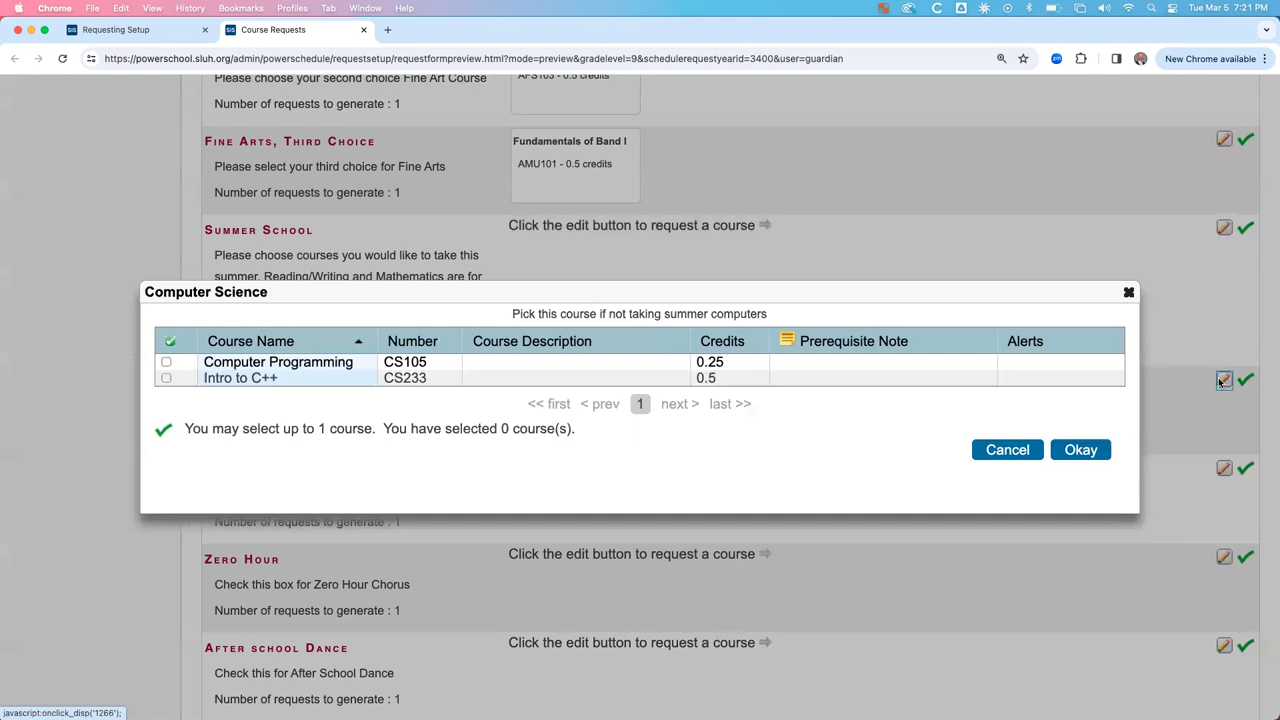 Chrome File Edit View History Bookmarks Profiles Tab Window Help Tue Mar 5 7:21 PM
Requesting Setup
Course Requests
https://powerschool.sluh.org/admin/powerschedule/requestsetup/requestformpreview.html?mode=preview&gradelevel=9&schedulerequestyearid=3400&user=guardian
New Chrome available
Please choose your second choice Fine Art Course
AFS103 - 0.5 credits
Number of requests to generate : 1
Fine Arts, Third Choice
Fundamentals of Band I
Please select your third choice for Fine Arts
AMU101 - 0.5 credits
Number of requests to generate : 1
Summer School
Click the edit button to request a course
Please choose courses you would like to take this
summer. Reading/Writing and Mathematics are for
Computer Science
Pick this course if not taking summer computers
Course Name Number Course Description Credits Prerequisite Note Alerts
Computer Programming CS105 0.25
Intro to C++ CS233 0.5
<< first < prev 1 next > last >>
You may select up to 1 course. You have selected 0 course(s).
Cancel Okay
Number of requests to generate : 1
Zero Hour
Click the edit button to request a course
Check this box for Zero Hour Chorus
Number of requests to generate : 1
After school Dance
Click the edit button to request a course
Check this for After School Dance
Number of requests to generate : 1
javascript:onclick_disp('1266');